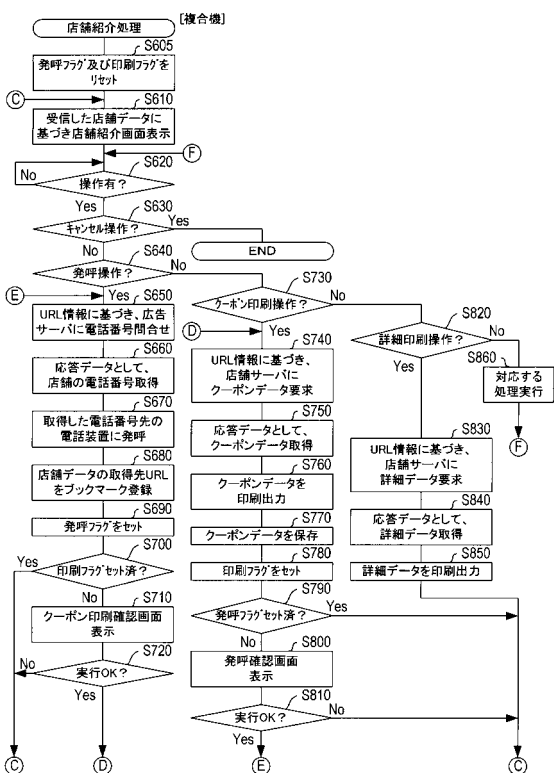 [複合機]
店舗紹介処理
S605
発呼フラグ及び印刷フラグを
リセット
C
S610
受信した店舗データに
基づき店舗紹介画面表示
F
S620
操作有？
No
Yes
S630
キャンセル操作？
Yes
No
END
S640
発呼操作？
No
E
Yes
S650
URL情報に基づき、広告
サーバに電話番号問合せ
S660
応答データとして、
店舗の電話番号取得
S670
取得した電話番号先の
電話装置に発呼
S680
店舗データの取得先URL
をブックマーク登録
S690
発呼フラグをセット
S700
Yes
印刷フラグセット済？
No
S710
クーポン印刷確認画面
表示
S720
No
実行OK？
Yes
C
D
S730
クーポン印刷操作？
No
D
Yes
S740
URL情報に基づき、
店舗サーバに
クーポンデータ要求
S750
応答データとして、
クーポンデータ取得
S760
クーポンデータを
印刷出力
S770
クーポンデータを保存
S780
印刷フラグをセット
S790
発呼フラグセット済？
Yes
No
S800
発呼確認画面
表示
S810
実行OK？
No
Yes
E
S820
詳細印刷操作？
No
Yes
S860
対応する
処理実行
F
S830
URL情報に基づき、
店舗サーバに
詳細データ要求
S840
応答データとして、
詳細データ取得
S850
詳細データを印刷出力
C